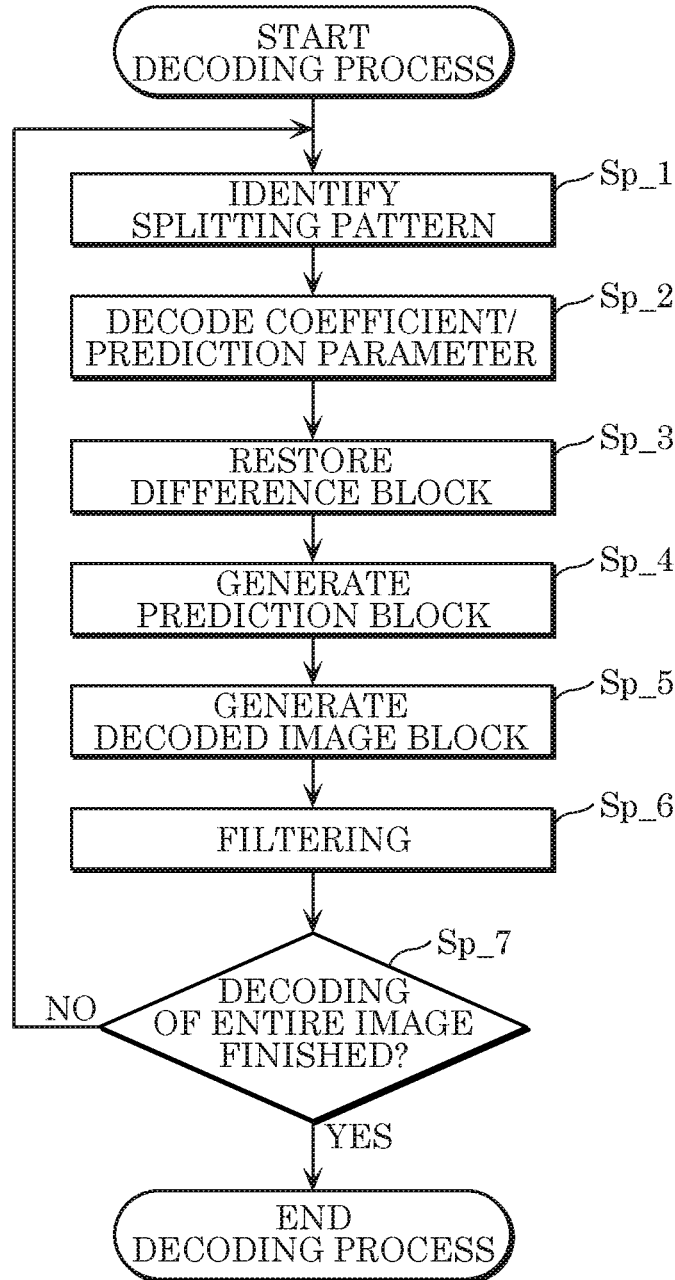 START
DECODING PROCESS
Sp_1
IDENTIFY
SPLITTING PATTERN
Sp_2
DECODE COEFFICIENT/
PREDICTION PARAMETER
Sp_3
RESTORE
DIFFERENCE BLOCK
Sp_4
GENERATE
PREDICTION BLOCK
Sp_5
GENERATE
DECODED IMAGE BLOCK
Sp_6
FILTERING
Sp_7
DECODING
OF ENTIRE IMAGE
FINISHED?
NO
YES
END
DECODING PROCESS